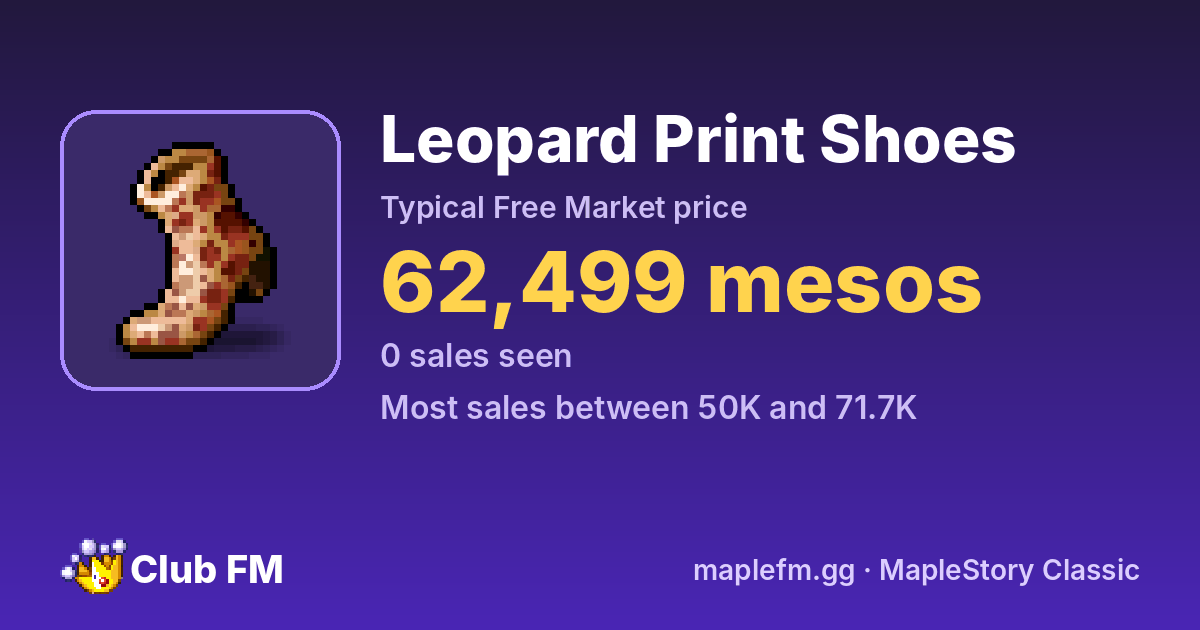 Leopard Print Shoes
Typical Free Market price
62,499 mesos
0 sales seen
Most sales between 50K and 71.7K
Club FM
maplefm.gg · MapleStory Classic